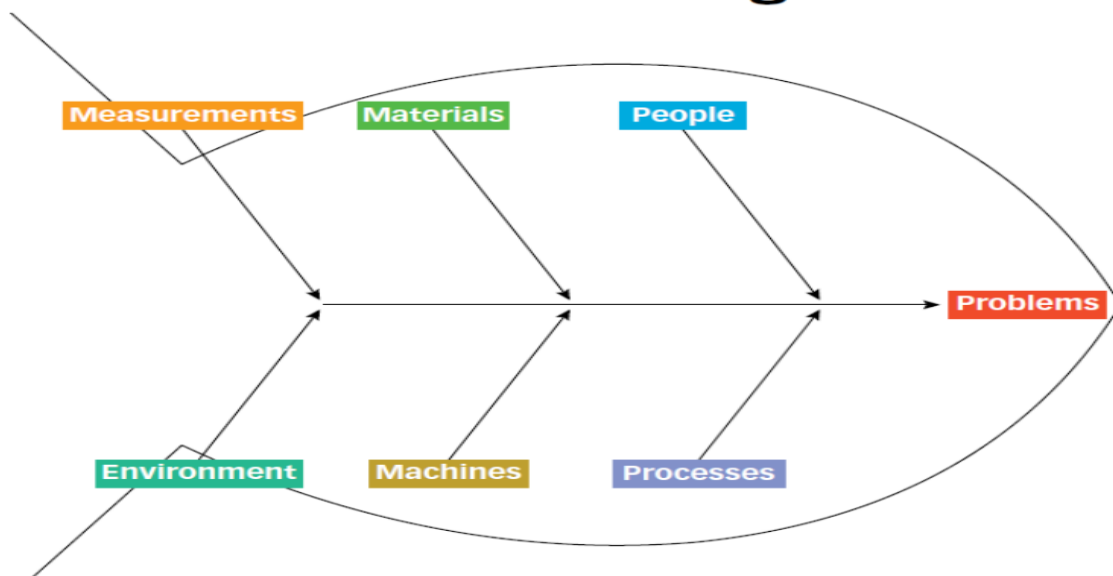 Measurements
Materials
People
Problems
Environment
Machines
Processes